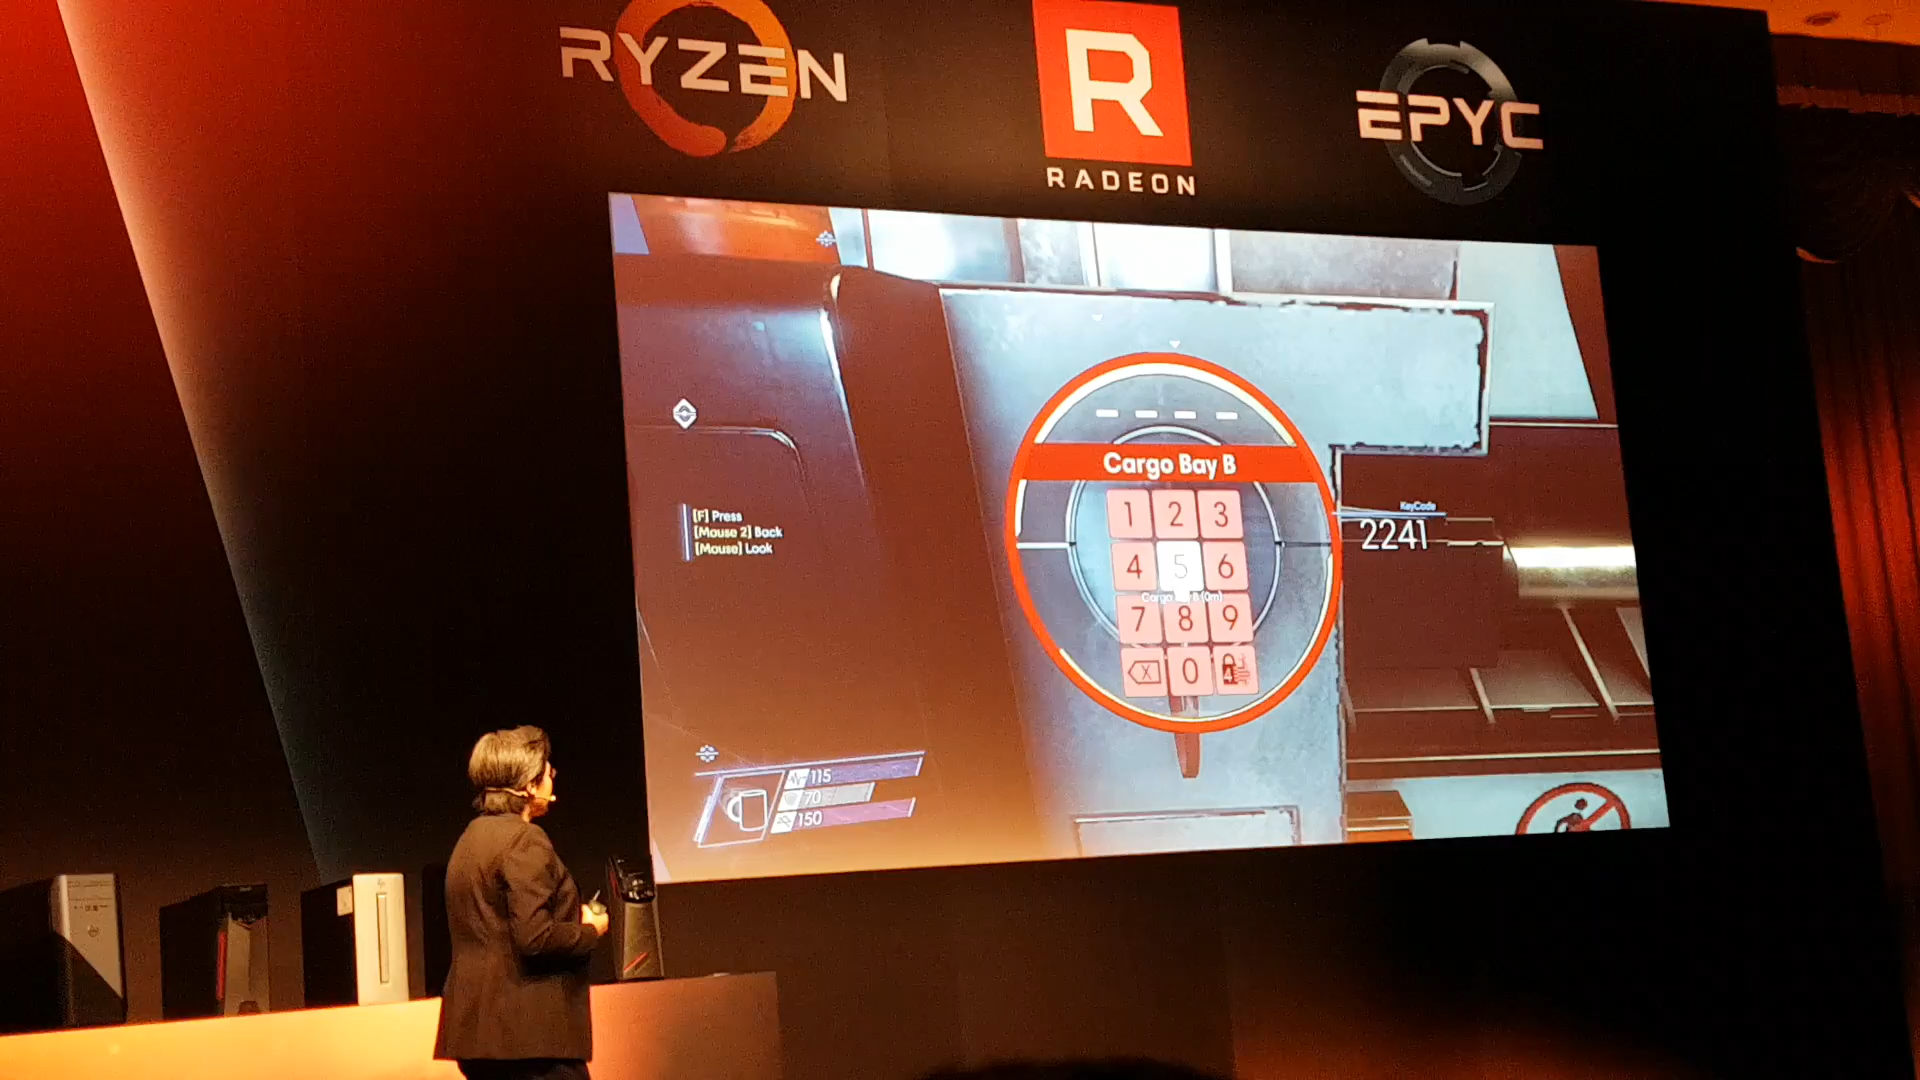 RYZEN
R
RADEON
EPYC
Cargo Bay B
1 2 3
4 5 6
7 8 9
X 0 4
KeyCode
2241
[F] Press
[Mouse 2] Back
[Mouse] Look
115
70
150